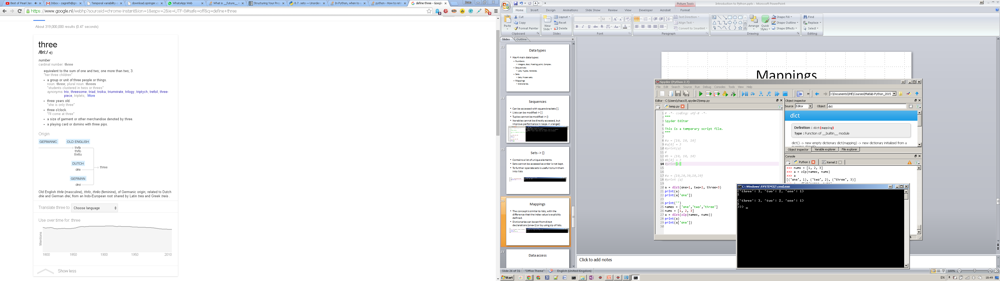 Best of Pearl Jam
Inbox - zagreth@gm
Temporal variability o
download.springer.c
WhatsApp Web
What is __future__ i
Structuring Your Pro
8.7. sets — Unorder
In Python, when to u
python - How to retr
define three - Google
Juan
https://www.google.nl/webhp?sourceid=chrome-instant&ion=1&espv=2&ie=UTF-8#safe=off&q=define+three
About 319,000,000 results (0.47 seconds)
three
/θriː/
number
cardinal number: three
equivalent to the sum of one and two; one more than two; 3.
"her three children"
• a group or unit of three people or things.
noun: three; plural noun: threes
"students clustered in twos or threes"
synonyms: trio, threesome, triad, troika, triumvirate, trilogy, triptych, trefoil, three-
piece, triplets; More
• three years old.
"she is only three"
• three o'clock.
"I'll come at three"
• a size of garment or other merchandise denoted by three.
• a playing card or domino with three pips.
Origin
GERMANIC
OLD ENGLISH
thrīe
thrīo
thrēo
DUTCH
drie
three
GERMAN
drei
Old English thrīe (masculine), thrīo, thrēo (feminine), of Germanic origin; related to Dutch
drie and German drei, from an Indo-European root shared by Latin tres and Greek treis .
Translate three to
Choose language
Use over time for: three
Mentions
1800 1850 1900 1950 2010
Show less
Picture Tools
Introduction to Python.pptx - Microsoft PowerPoint
Home Insert Design Animations Slide Show Review View Developer Acrobat Format
Paste
Cut
Copy
Format Painter
Clipboard
New
Slide
Layout
Reset
Delete
Slides
32
Font
Text Direction
Align Text
Convert to SmartArt
Paragraph
Arrange
Quick
Styles
Shape Fill
Shape Outline
Shape Effects
Drawing
Find
Replace
Select
Editing
Slides Outline
23
Data types
• Has 4 main data types:
– Numbers
• Integers, Bool, Floating point, Complex.
– Sequences
• Lists, Tuples, Iterables.
– Sets
• Sets, Frozen sets.
– Mappings
• Dictionaries.
24
Sequences
• Can be accessed with square brackets [].
• Lists can be modified -> []
• Tuples cannot be modified -> ()
• Iterables cannot be directly accessed, but
improve performance in loops -> xrange()
25
Sets -> {}
• Contains a list of unique elements.
• Sets cannot be accessed as order is not kept.
• To further operate sets is useful to turn them
into lists
26
Mappings
• The concept is similar to lists, with the
difference that the index value is explicitly
defined.
• Dictionaries can be set from direct
declarations (one=1) or by using zip of lists.
27
Data access
Mappings
Spyder (Python 2.7)
File Edit Search Source Run Debug Consoles Tools View Help
D:\Documents\IHE\Courses\Matlab-Python_2015
Editor - C:\Users\chaco3\.spyder2\temp.py
temp.py
1 # -*- coding: utf-8 -*-
2 """
3 Spyder Editor
4
5 This is a temporary script file.
6 """
7
8 #a = [10, 10, 10]
9 #a[0] = 3
10 #print(a)
11 #
12 #b = (10, 10, 10)
13 #b[0] = 3
14 #print(b)
15
16
17 #a = {10,20,30,10,20}
18 #print (a)
19
20 a = dict(one=1, two=2, three=3)
21 print(a)
22 print(a['one'])
23
24 print('')
25 names = ['one','two','three']
26 nums = [1, 2, 3]
27 a = dict(zip(names, nums))
28 print(a)
29 print(a['one'])
30
Object inspector
Source Editor Object dict
dict
Definition : dict(mapping)
Type : Function of __builtin__ module
dict() -> new empty dictionary dict(mapping) -> new dictionary initialized from a
Object inspector Variable explorer File explorer
Console
Python 1 Kernel 2
>>> nums = [1, 2, 3]
>>> a = zip(names, nums)
>>> a
[('one', 1), ('two', 2), ('three', 3)]
C:\Windows\SYSTEM32\cmd.exe
{'three': 3, 'two': 2, 'one': 1}
1
{'three': 3, 'two': 2, 'one': 1}
1
>>> _
Click to add notes
Slide 26 of 31
"Office Theme"
English (United Kingdom)
100%
Start
EN
18:49